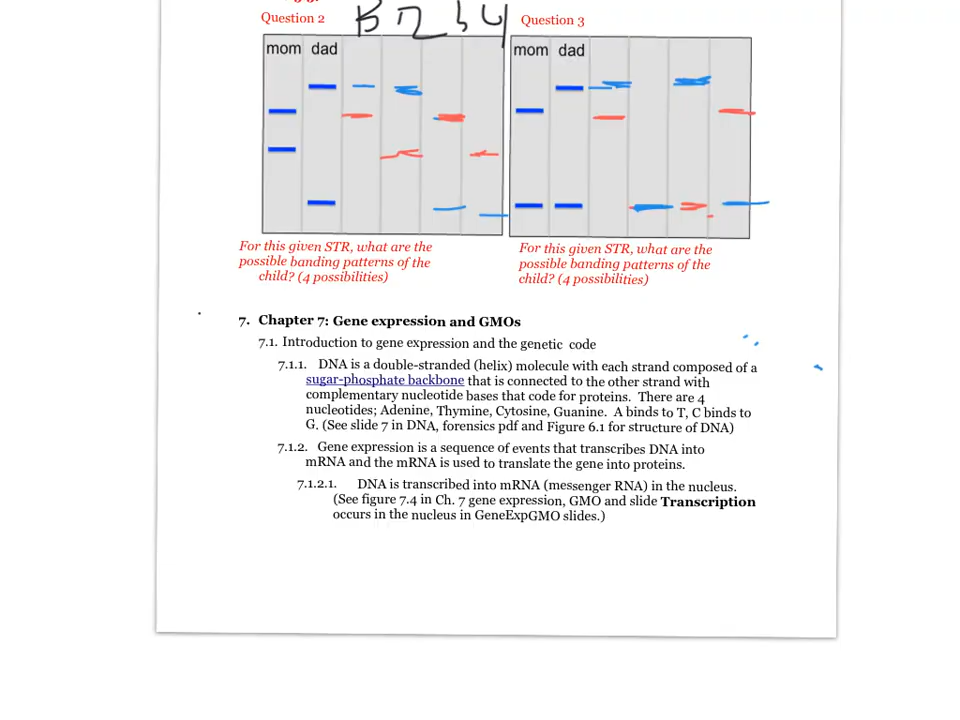 Question 2
Question 3
mom dad
mom dad
For this given STR, what are the
possible banding patterns of the
child? (4 possibilities)
For this given STR, what are the
possible banding patterns of the
child? (4 possibilities)
7. Chapter 7: Gene expression and GMOs
7.1. Introduction to gene expression and the genetic code
7.1.1. DNA is a double-stranded (helix) molecule with each strand composed of a
sugar-phosphate backbone that is connected to the other strand with
complementary nucleotide bases that code for proteins. There are 4
nucleotides; Adenine, Thymine, Cytosine, Guanine. A binds to T, C binds to
G. (See slide 7 in DNA, forensics pdf and Figure 6.1 for structure of DNA)
7.1.2. Gene expression is a sequence of events that transcribes DNA into
mRNA and the mRNA is used to translate the gene into proteins.
7.1.2.1. DNA is transcribed into mRNA (messenger RNA) in the nucleus.
(See figure 7.4 in Ch. 7 gene expression, GMO and slide Transcription
occurs in the nucleus in GeneExpGMO slides.)